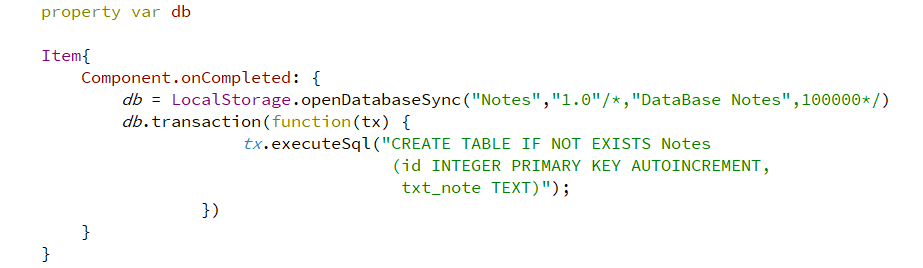 property var db
Item{
Component.onCompleted: {
db = LocalStorage.openDatabaseSync("Notes","1.0"/*,"DataBase Notes",100000*/)
db.transaction(function(tx) {
tx.executeSql("CREATE TABLE IF NOT EXISTS Notes
(id INTEGER PRIMARY KEY AUTOINCREMENT,
txt_note TEXT)");
})
}
}